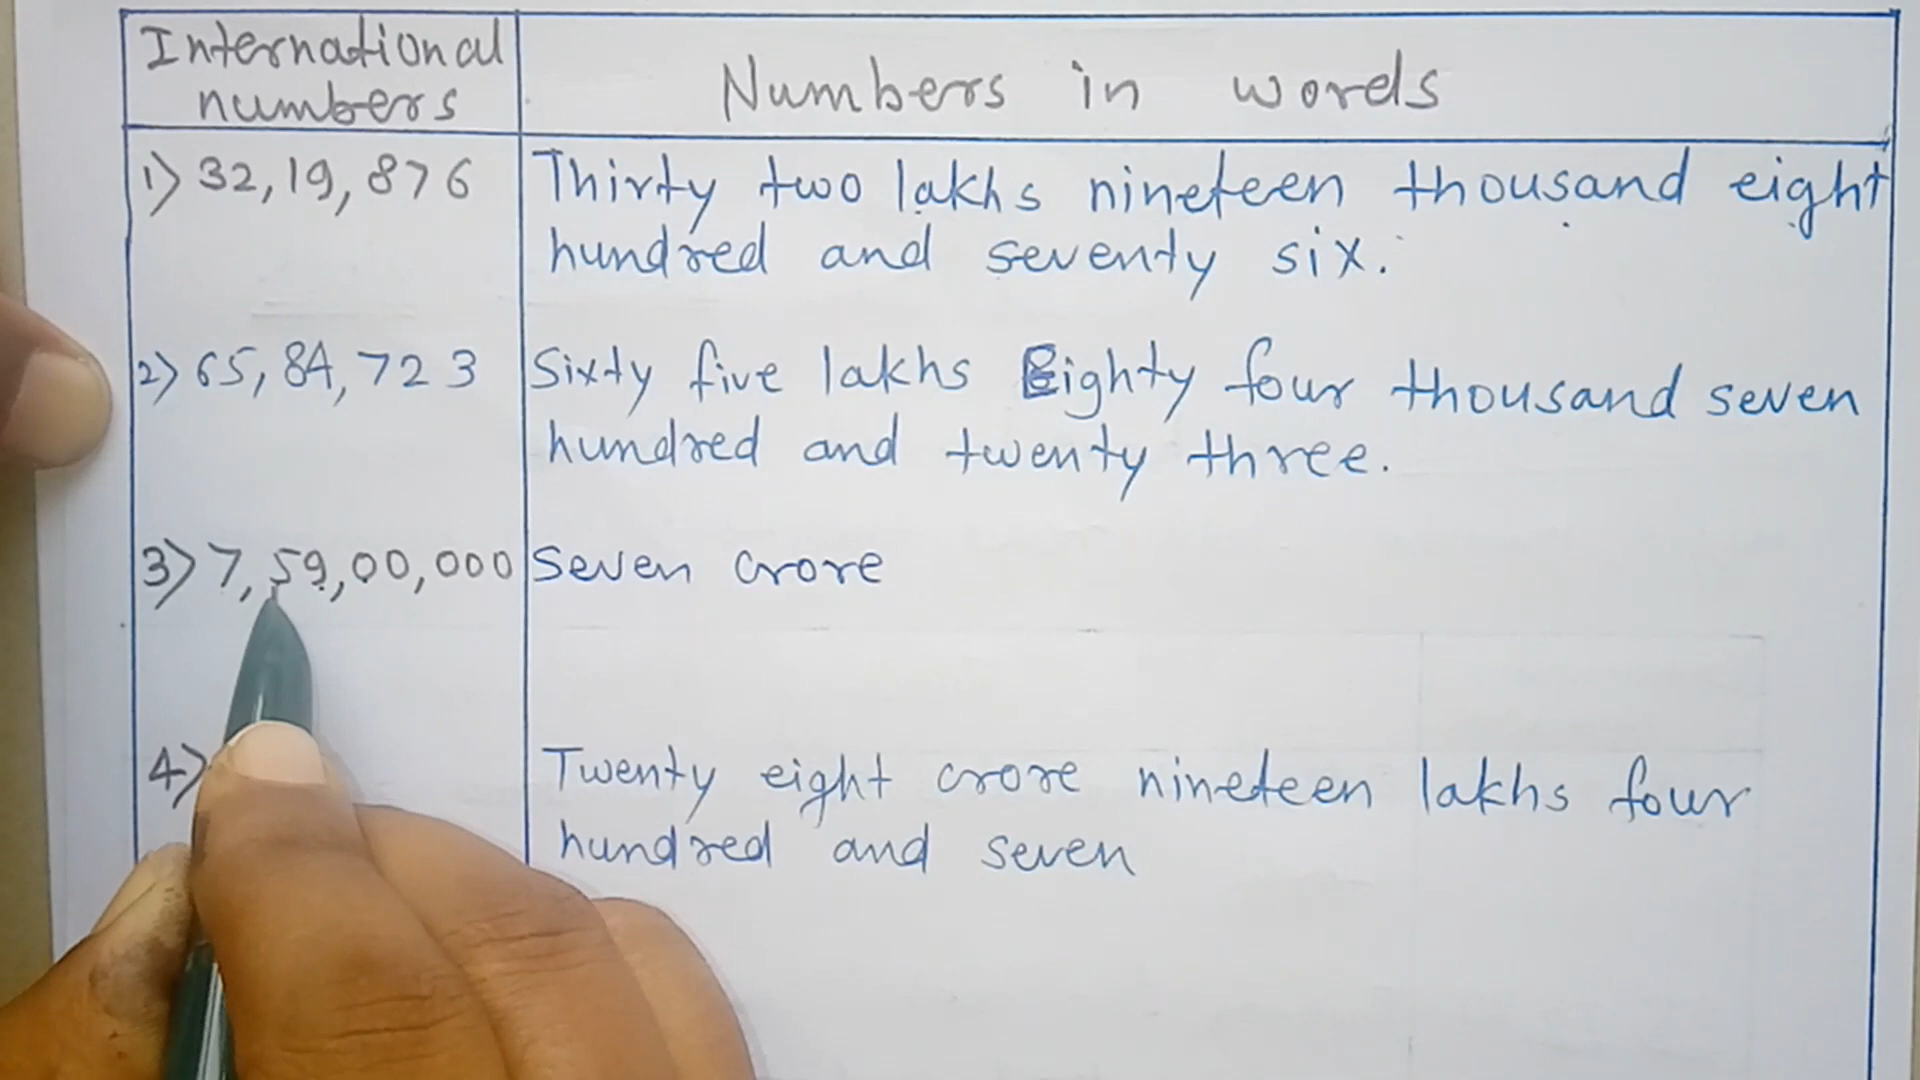 International numbers
Numbers in words
1) 32,19,876
Thirty two lakhs nineteen thousand eight
hundred and seventy six.
2) 65,84,723
Sixty five lakhs Eighty four thousand seven
hundred and twenty three.
3) 7,59,00,000
Seven crore
4)
Twenty eight crore nineteen lakhs four
hundred and seven